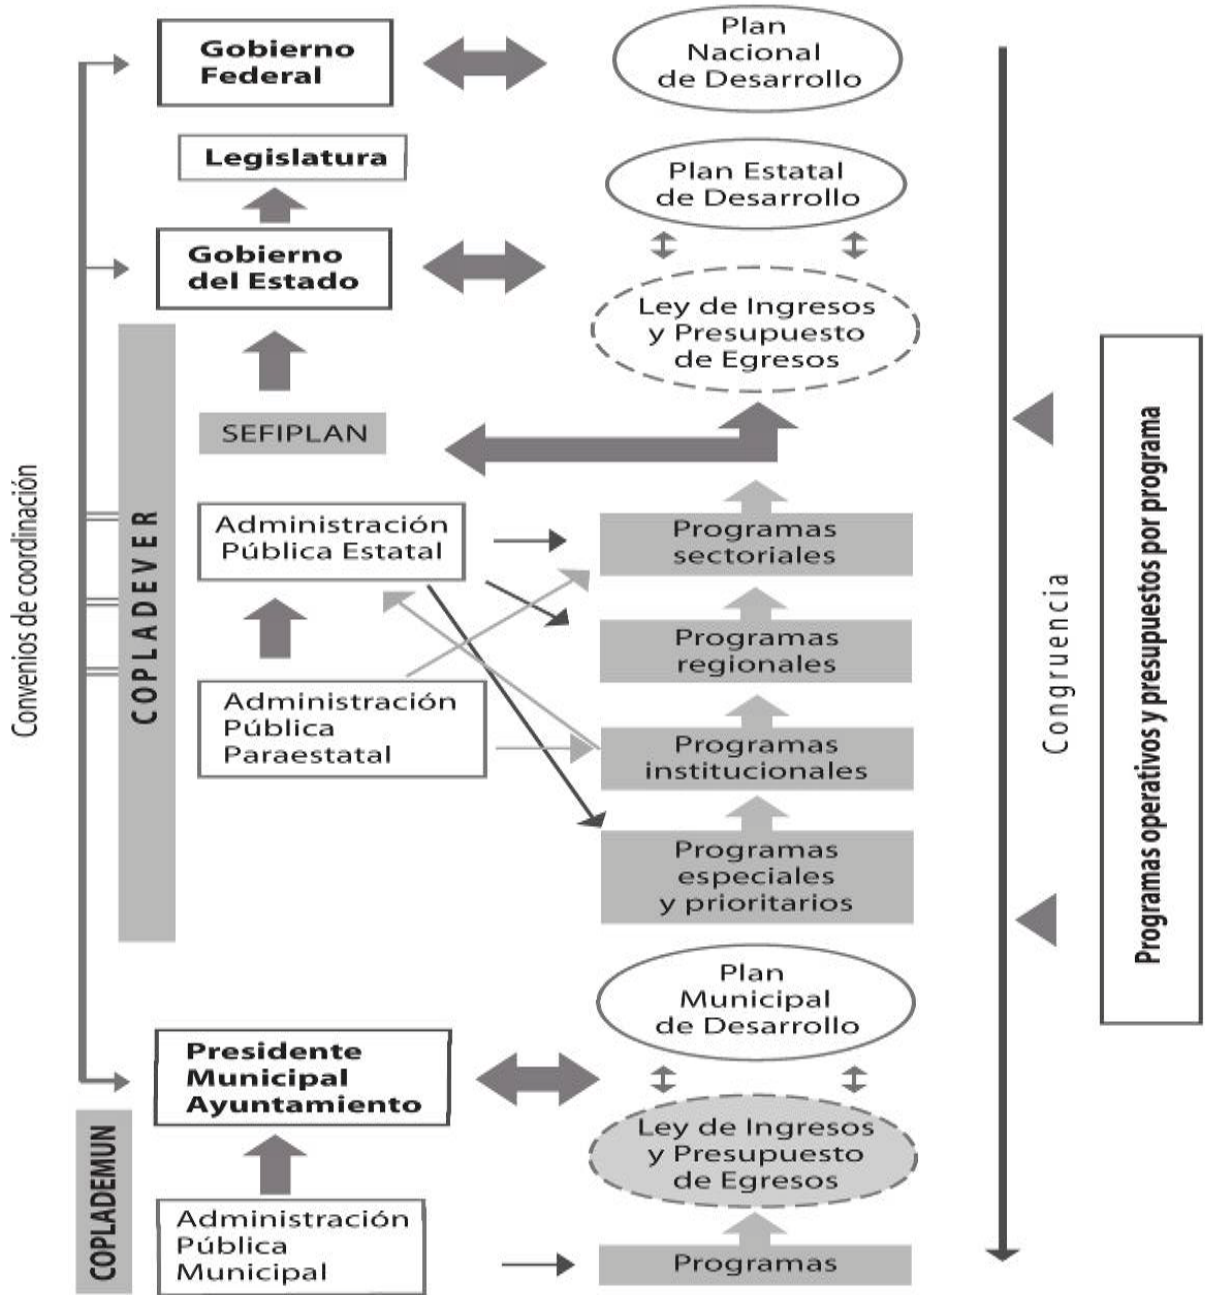 Gobierno
Federal
Plan
Nacional
de Desarrollo
Legislatura
Plan Estatal
de Desarrollo
Gobierno
del Estado
Ley de Ingresos
y Presupuesto
de Egresos
SEFIPLAN
Convenios de coordinación
COPLADEVER
Administración
Pública Estatal
Programas
sectoriales
Programas
regionales
Administración
Pública
Paraestatal
Programas
institucionales
Programas
especiales
y prioritarios
Congruencia
Programas operativos y presupuestos por programa
Plan
Municipal
de Desarrollo
Presidente
Municipal
Ayuntamiento
Ley de Ingresos
y Presupuesto
de Egresos
COPLADEMUN
Administración
Pública
Municipal
Programas